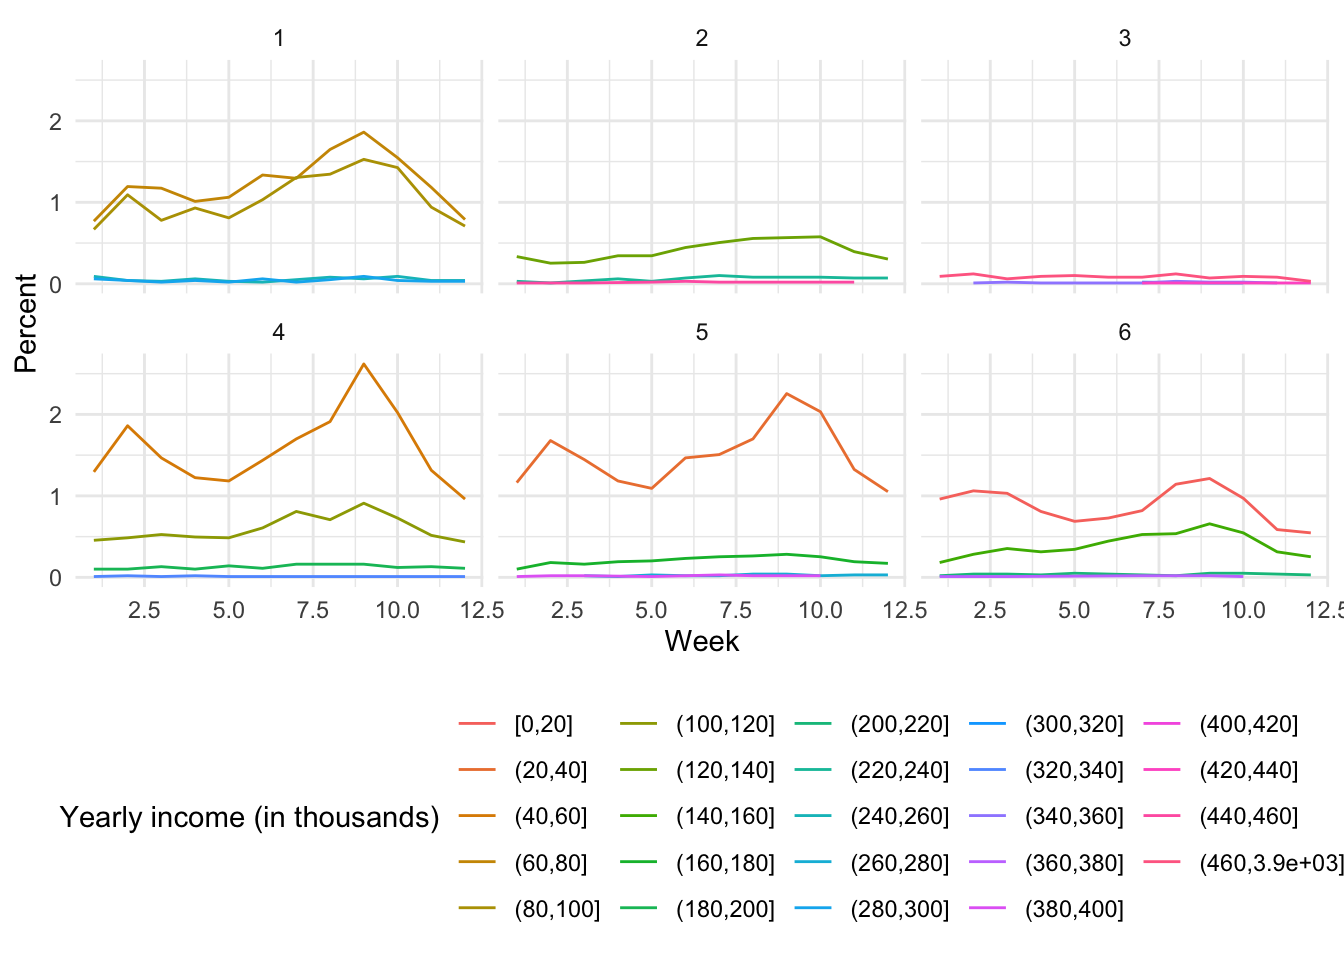 1 2 3
2
1
0
Percent
4 5 6
2
1
0
2.5 5.0 7.5 10.0 12.5 2.5 5.0 7.5 10.0 12.5 2.5 5.0 7.5 10.0 12.5
Week
Yearly income (in thousands)
[0,20] (100,120] (200,220] (300,320] (400,420]
(20,40] (120,140] (220,240] (320,340] (420,440]
(40,60] (140,160] (240,260] (340,360] (440,460]
(60,80] (160,180] (260,280] (360,380] (460,3.9e+03]
(80,100] (180,200] (280,300] (380,400]